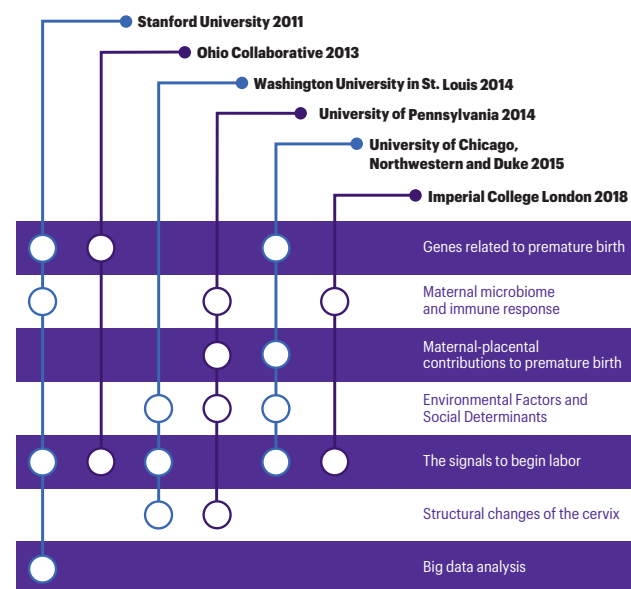 Stanford University 2011
Ohio Collaborative 2013
Washington University in St. Louis 2014
University of Pennsylvania 2014
University of Chicago,
Northwestern and Duke 2015
Imperial College London 2018
Genes related to premature birth
Maternal microbiome
and immune response
Maternal-placental
contributions to premature birth
Environmental Factors and
Social Determinants
The signals to begin labor
Structural changes of the cervix
Big data analysis